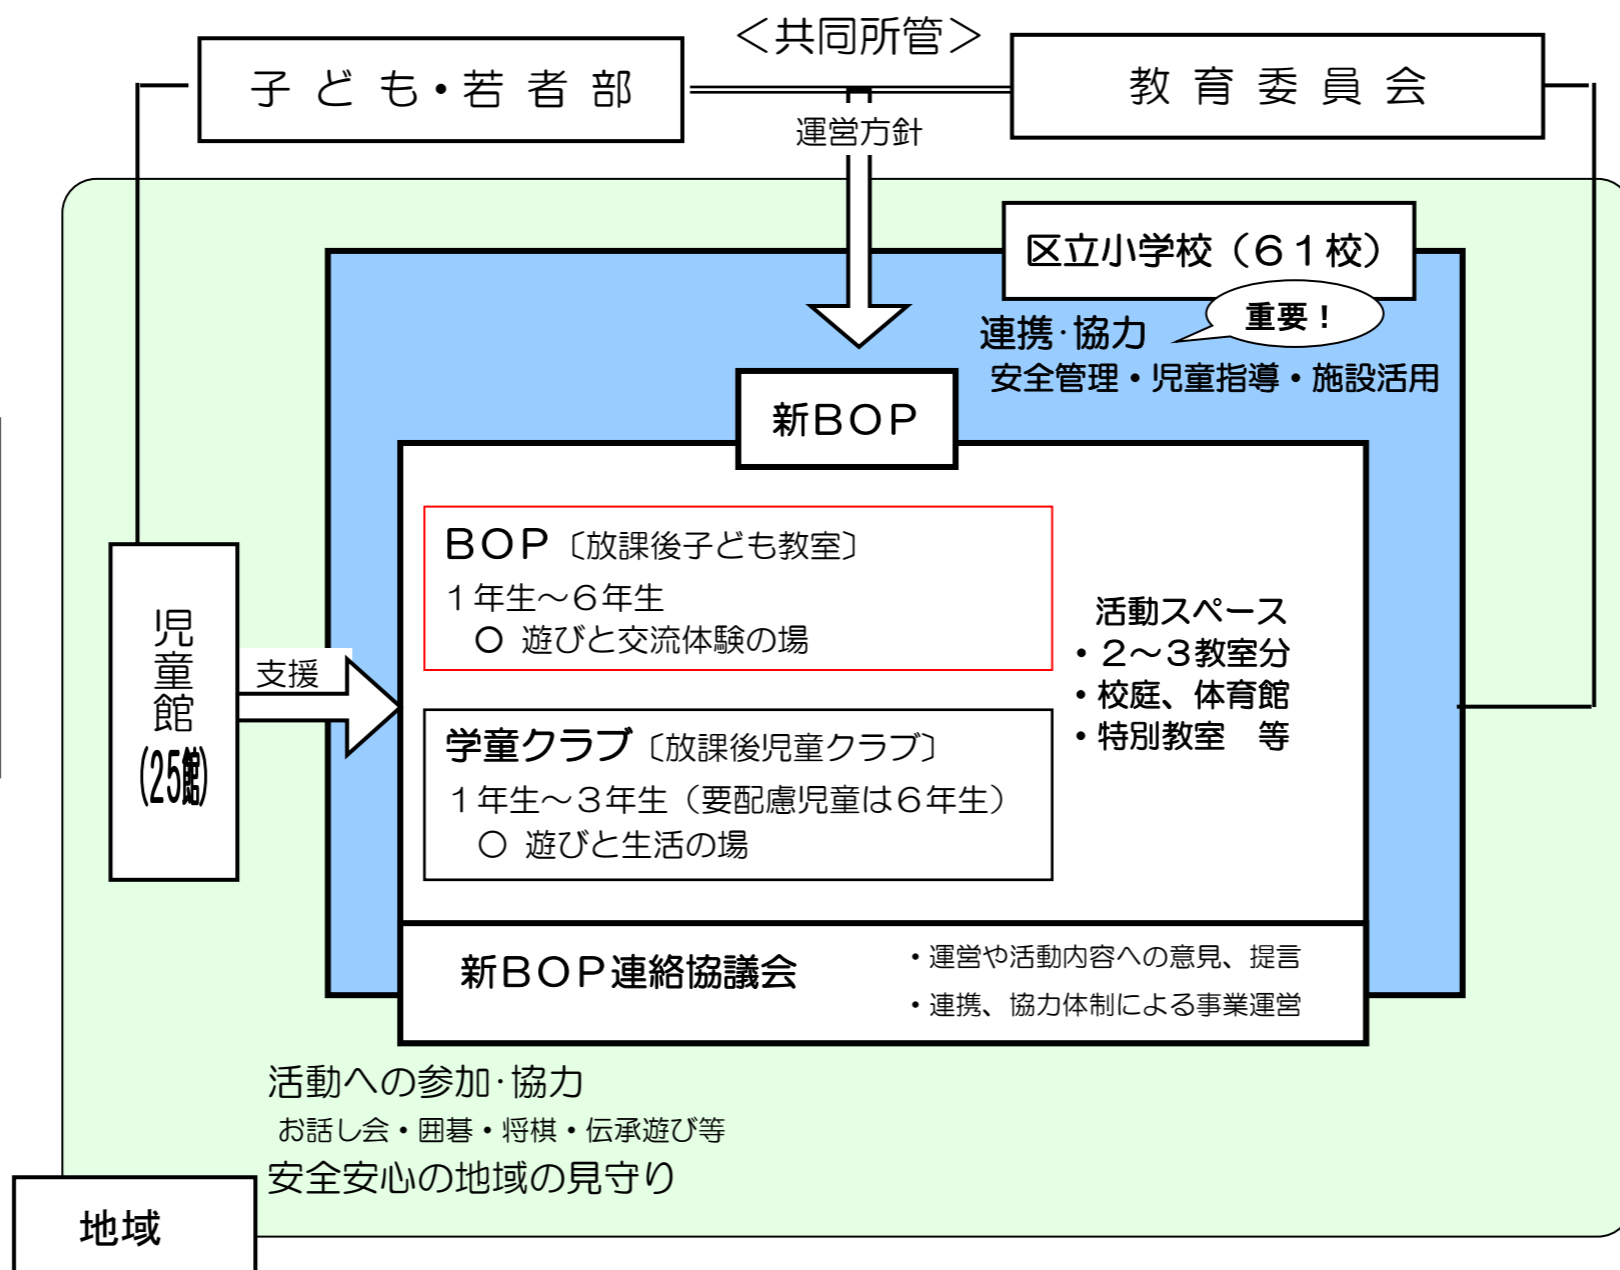 ＜共同所管＞
子ども・若者部
教育委員会
運営方針
区立小学校（６１校）
重要！
連携・協力
安全管理・児童指導・施設活用
新ＢＯＰ
ＢＯＰ〔放課後子ども教室〕
１年生～６年生
○ 遊びと交流体験の場
学童クラブ〔放課後児童クラブ〕
１年生～３年生（要配慮児童は６年生）
○ 遊びと生活の場
活動スペース
・２～３教室分
・校庭、体育館
・特別教室　等
児童館
(25館)
支援
新ＢＯＰ連絡協議会
・運営や活動内容への意見、提言
・連携、協力体制による事業運営
活動への参加・協力
お話し会・囲碁・将棋・伝承遊び等
安全安心の地域の見守り
地域